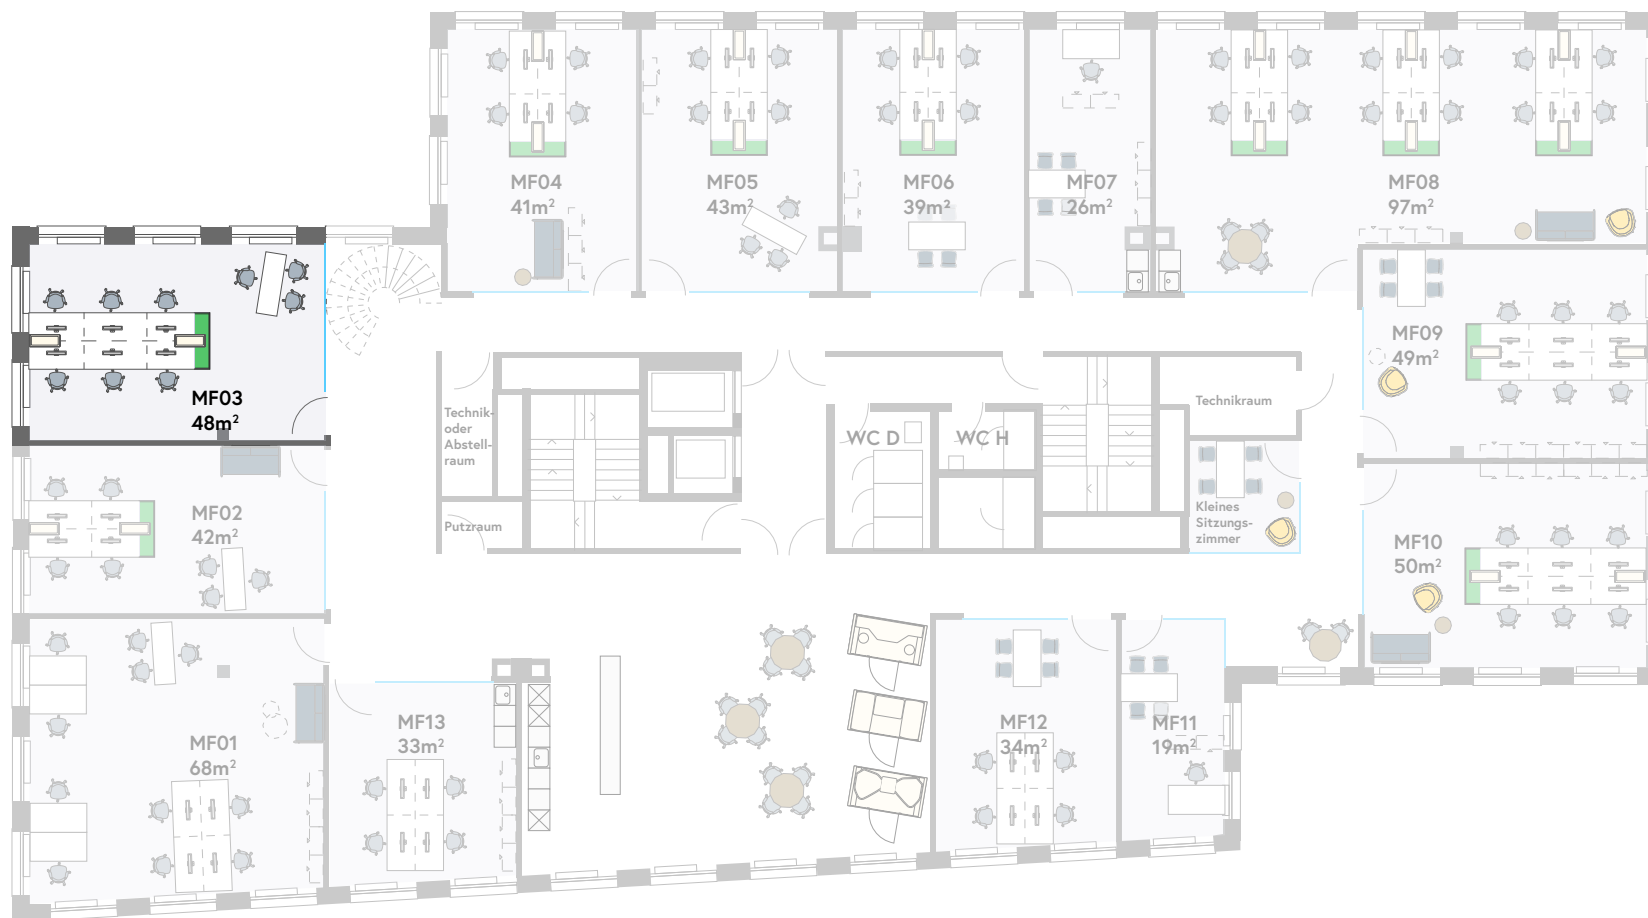 MF04
41m²
MF05
43m²
MF06
39m²
MF07
26m²
MF08
97m²
MF03
48m²
MF09
49m²
Technik-
oder
Abstell-
raum
WC D
WC H
Technikraum
MF02
42m²
Putzraum
Kleines
Sitzungs-
zimmer
MF10
50m²
MF01
68m²
MF13
33m²
MF12
34m²
MF11
19m²